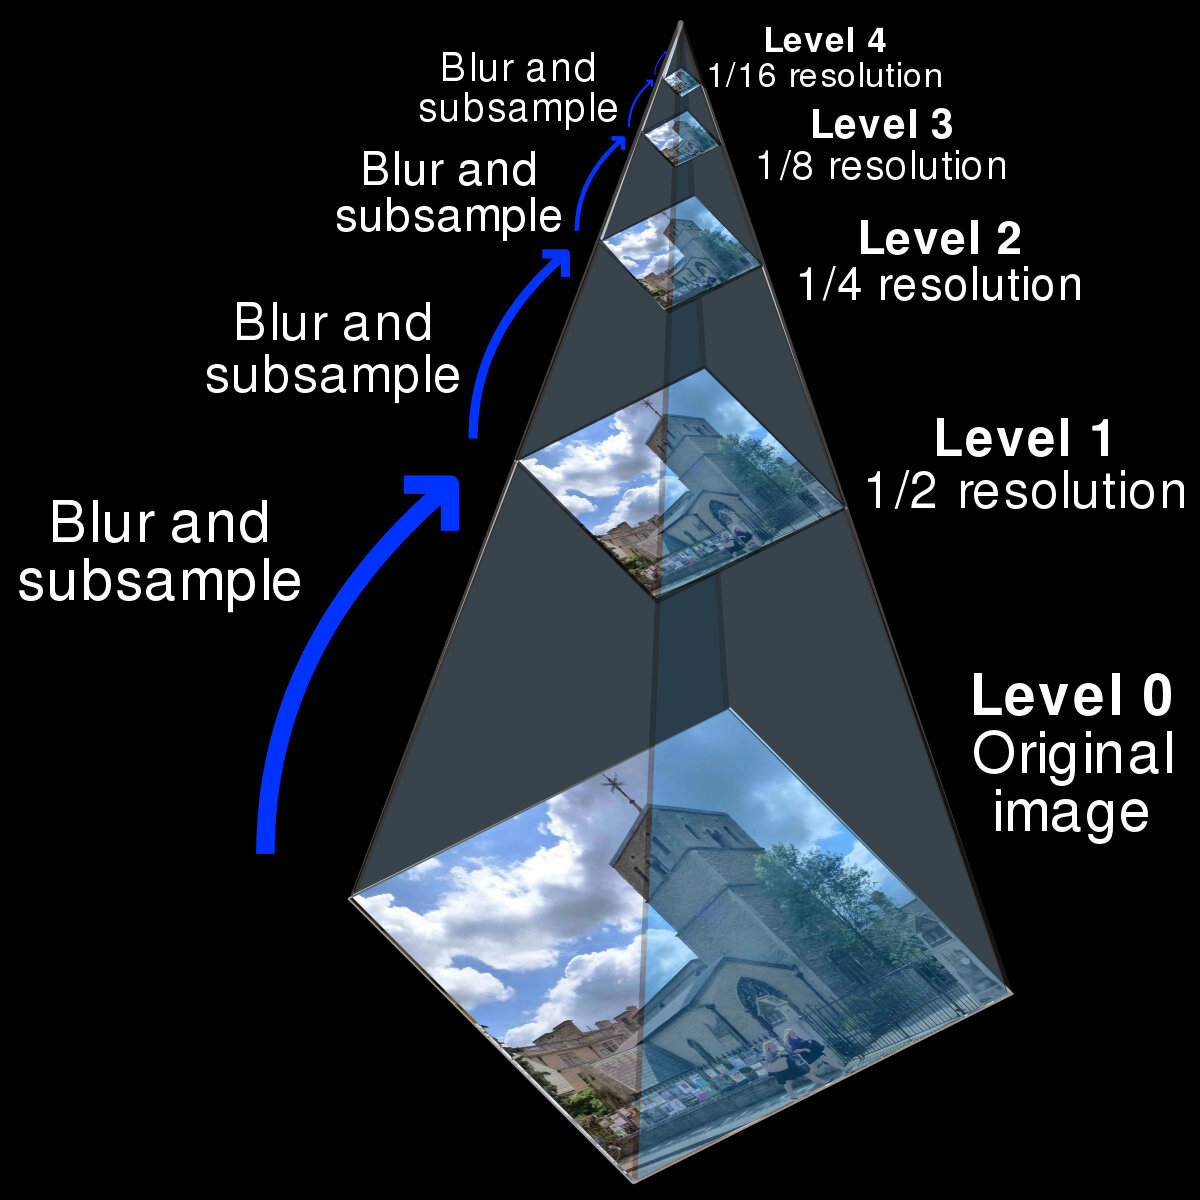 Level 4
1/16 resolution
Blur and
subsample
Level 3
1/8 resolution
Blur and
subsample
Level 2
1/4 resolution
Blur and
subsample
Level 1
1/2 resolution
Blur and
subsample
Level 0
Original
image